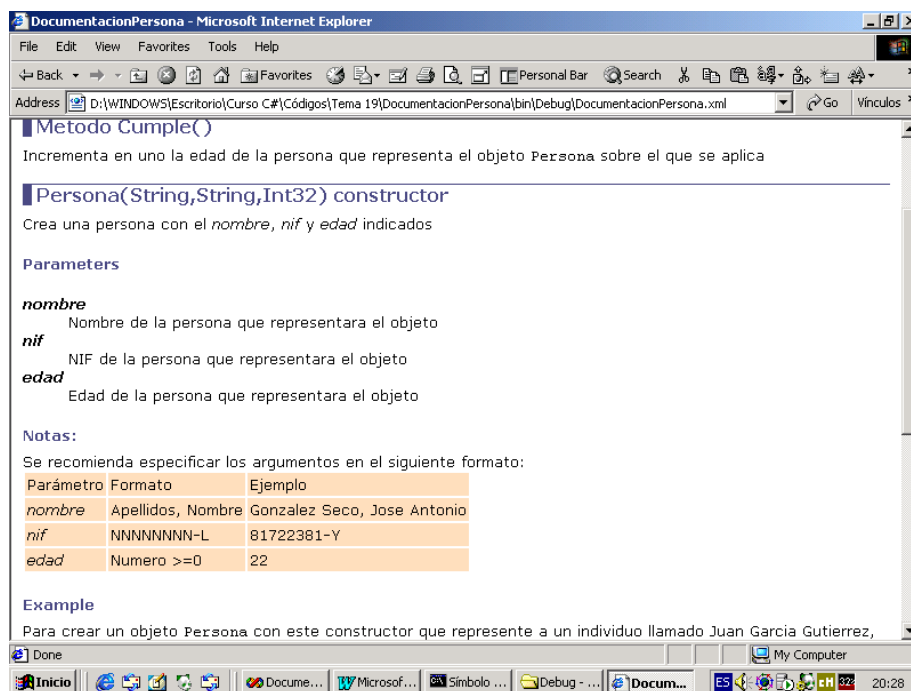 DocumentacionPersona - Microsoft Internet Explorer
File Edit View Favorites Tools Help
Back Favorites Personal Bar Search
Address D:\WINDOWS\Escritorio\Curso C#\Códigos\Tema 19\DocumentacionPersona\bin\Debug\DocumentacionPersona.xml Go Vínculos
Metodo Cumple()
Incrementa en uno la edad de la persona que representa el objeto Persona sobre el que se aplica
Persona(String,String,Int32) constructor
Crea una persona con el nombre, nif y edad indicados
Parameters
nombre
Nombre de la persona que representara el objeto
nif
NIF de la persona que representara el objeto
edad
Edad de la persona que representara el objeto
Notas:
Se recomienda especificar los argumentos en el siguiente formato:
Parámetro Formato Ejemplo
nombre Apellidos, Nombre Gonzalez Seco, Jose Antonio
nif NNNNNNNN-L 81722381-Y
edad Numero >=0 22
Example
Para crear un objeto Persona con este constructor que represente a un individuo llamado Juan Garcia Gutierrez,
Done My Computer
Inicio Docume... Microsof... Símbolo ... Debug - ... Docum... ES 20:28